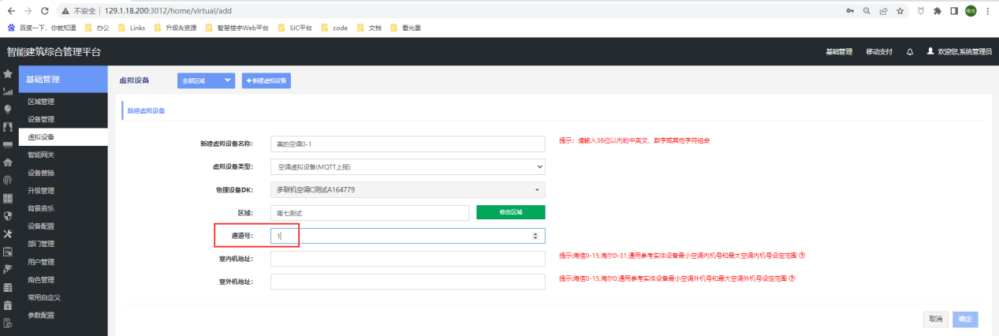 不安全 | 129.1.18.200:3012/home/virtual/add
百度一下，你就知道 办公 Links 升级&资源 智慧楼宇Web平台 SIC平台 code 文档 看光景
智能建筑综合管理平台 基础管理 移动支付 欢迎您,系统管理员
基础管理 虚拟设备 全部区域 +新建虚拟设备
区域管理
设备管理 新建虚拟设备
虚拟设备
智能网关 新建虚拟设备名称： 美的空调0-1 提示：请输入36位以内的中英文、数字或其他字符组合
设备替换 虚拟设备类型： 空调虚拟设备(MQTT上报)
升级管理 物理设备DK： 多联机空调C测试A164779
背景音乐 区域： 南七测试 修改区域
设备配置
部门管理 通道号： 1
用户管理 室内机地址： 提示:海信0-15,海尔0-31,通用参考实体设备最小空调内机号和最大空调内机号设定范围
角色管理 室外机地址： 提示:海信0-15,海尔0,通用参考实体设备最小空调外机号和最大空调外机号设定范围
常用自定义
参数配置 取消 确定